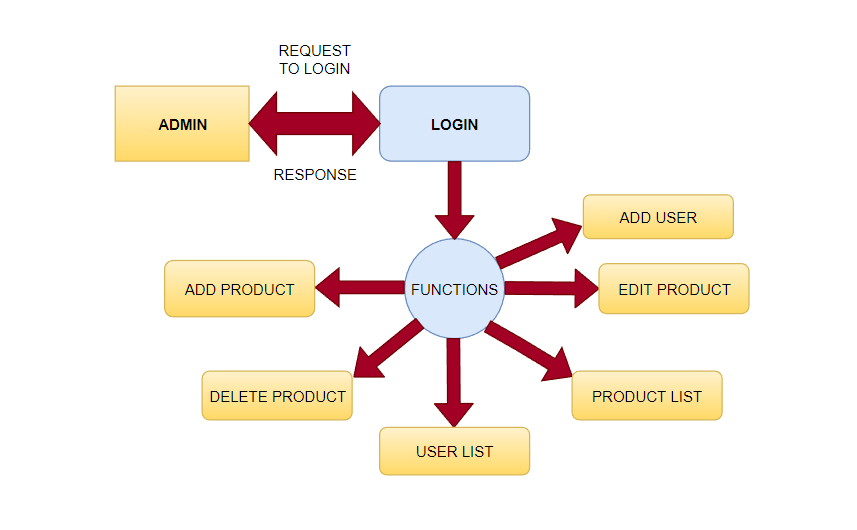 REQUEST
TO LOGIN
ADMIN
LOGIN
RESPONSE
ADD USER
ADD PRODUCT
FUNCTIONS
EDIT PRODUCT
DELETE PRODUCT
PRODUCT LIST
USER LIST